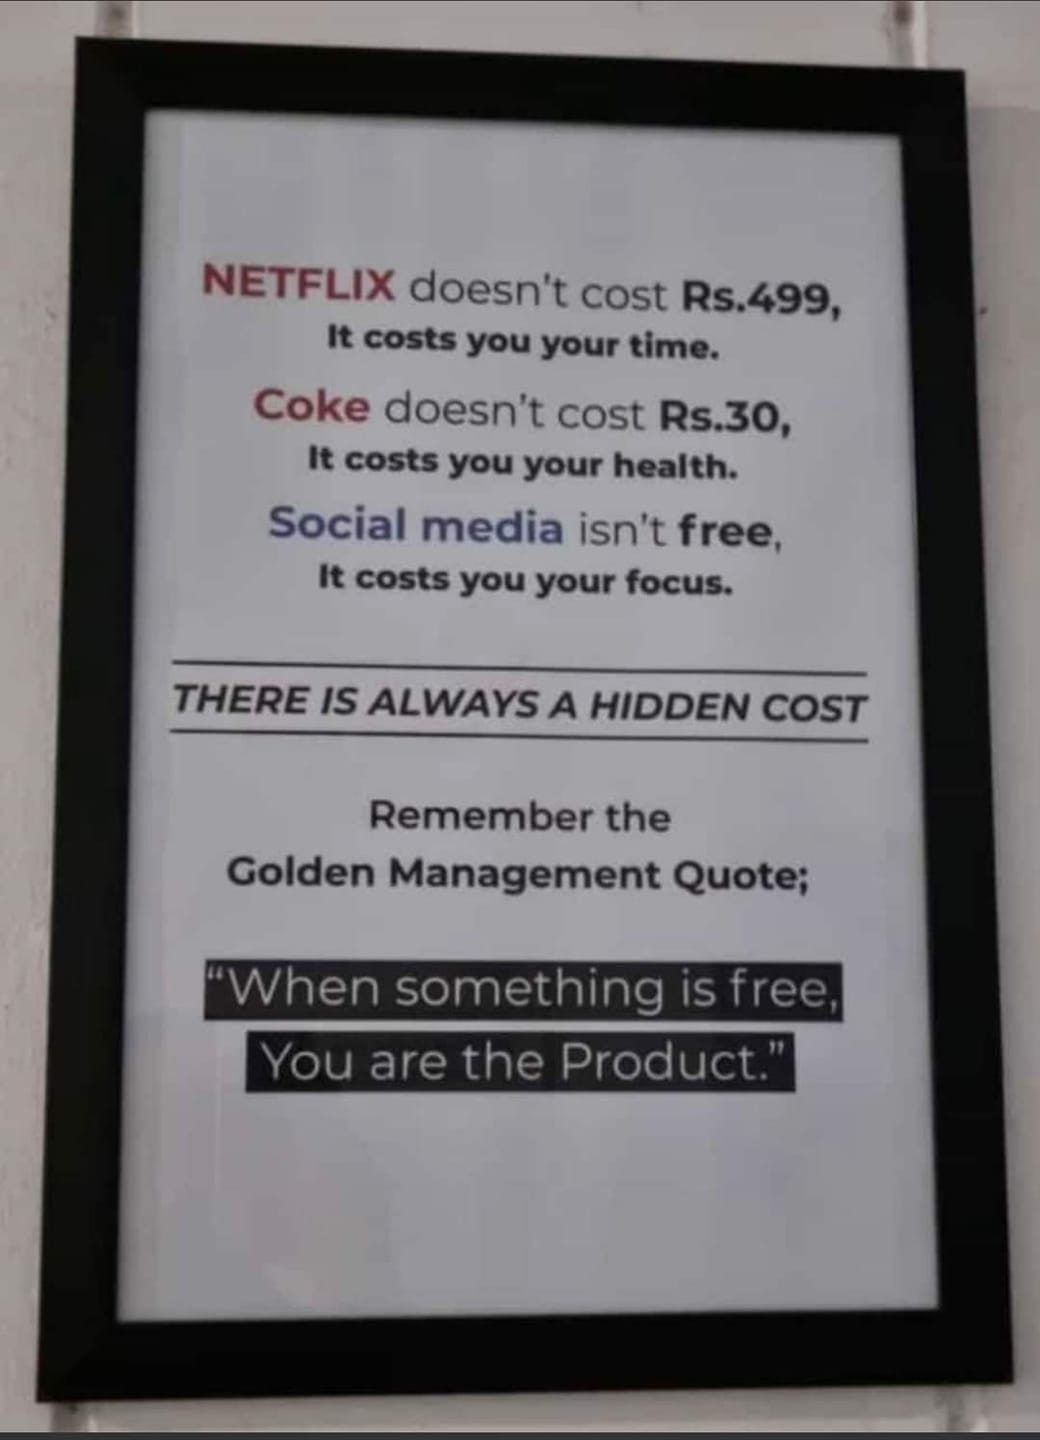 NETFLIX doesn't cost Rs.499,
It costs you your time.
Coke doesn't cost Rs.30,
It costs you your health.
Social media isn't free,
It costs you your focus.
THERE IS ALWAYS A HIDDEN COST
Remember the
Golden Management Quote;
“When something is free,
You are the Product.”